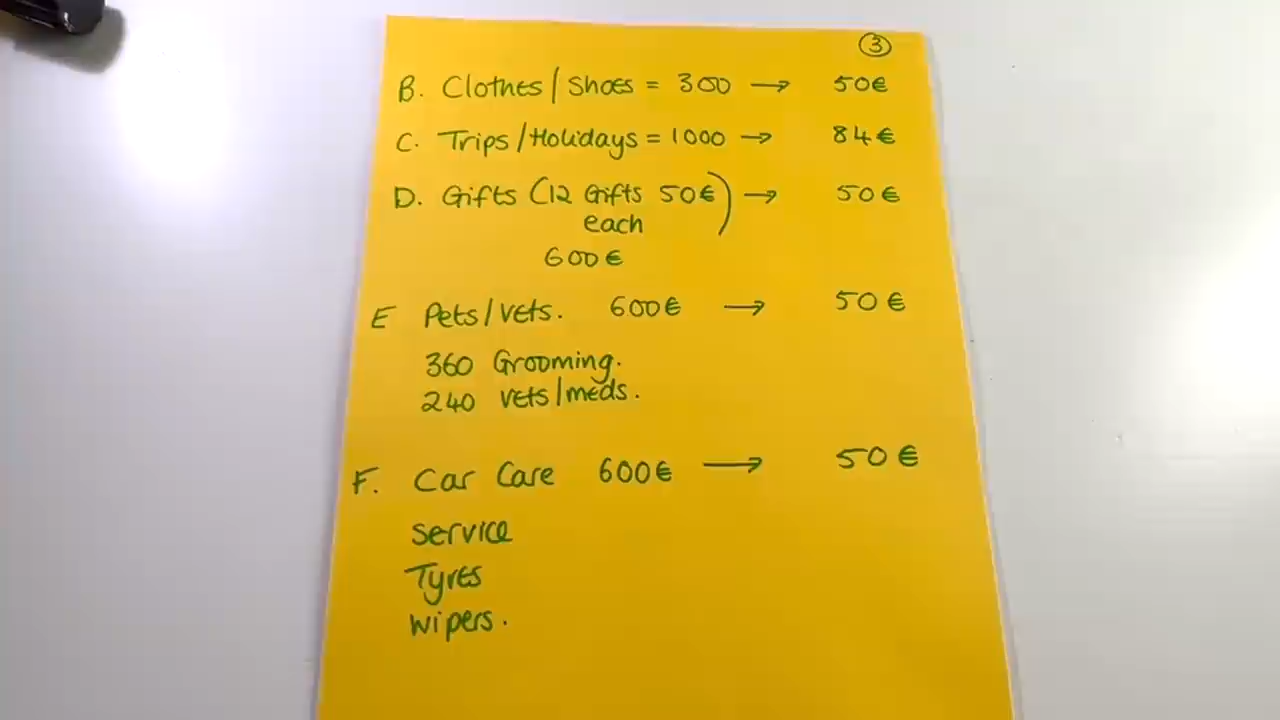 3
B. Clothes/Shoes = 300 → 50€
C. Trips/Holidays = 1000 → 84€
D. Gifts (12 Gifts 50€) → 50€
each
600€
E Pets/vets. 600€ → 50€
360 Grooming.
240 vets/meds.
F. Car Care 600€ → 50€
Service
Tyres
Wipers.